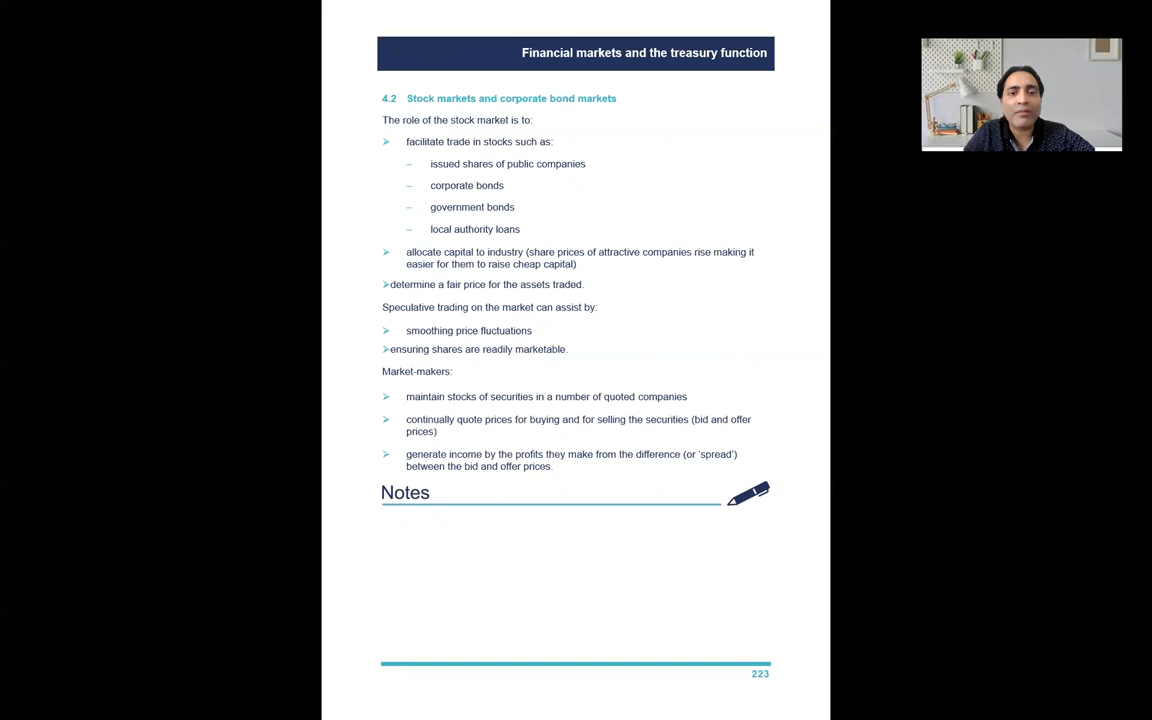 Financial markets and the treasury function
4.2 Stock markets and corporate bond markets
The role of the stock market is to:
➢ facilitate trade in stocks such as:
– issued shares of public companies
– corporate bonds
– government bonds
– local authority loans
➢ allocate capital to industry (share prices of attractive companies rise making it
easier for them to raise cheap capital)
➢determine a fair price for the assets traded.
Speculative trading on the market can assist by:
➢ smoothing price fluctuations
➢ensuring shares are readily marketable.
Market-makers:
➢ maintain stocks of securities in a number of quoted companies
➢ continually quote prices for buying and for selling the securities (bid and offer
prices)
➢ generate income by the profits they make from the difference (or ‘spread’)
between the bid and offer prices.
Notes
223